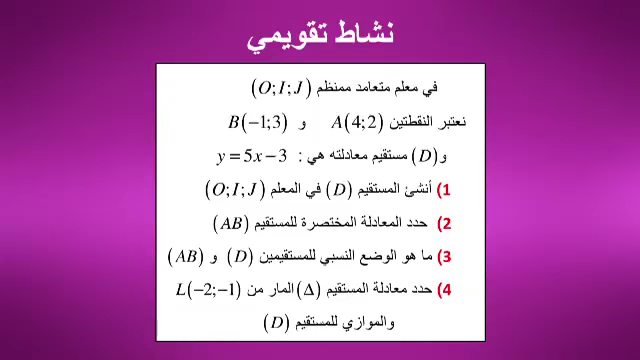 نشاط تقويمي
في معلم متعامد ممنظم (O;I;J)
نعتبر النقطتين A(4;2) و B(−1;3)
و (D) مستقيم معادلته هي : y = 5x − 3
1) أنشئ المستقيم (D) في المعلم (O;I;J)
2) حدد المعادلة المختصرة للمستقيم (AB)
3) ما هو الوضع النسبي للمستقيمين (D) و (AB)
4) حدد معادلة المستقيم (Δ) المار من L(−2;−1)
والموازي للمستقيم (D)